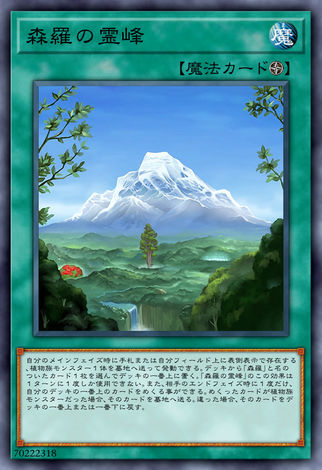 森羅の霊峰
魔
【魔法カード】
自分のメインフェイズ時に手札または自分フィールド上に表側表示で存在する、
植物族モンスター1体を墓地へ送って発動できる。デッキから「森羅」と名の
ついたカード1枚を選んでデッキの一番上に置く。「森羅の霊峰」のこの効果は
1ターンに1度しか使用できない。また、相手のエンドフェイズ時に1度だけ、
自分のデッキの一番上のカードをめくる事ができる。めくったカードが植物族
モンスターだった場合、そのカードを墓地へ送る。違った場合、そのカードをデ
ッキの一番上または一番下に戻す。
70222318